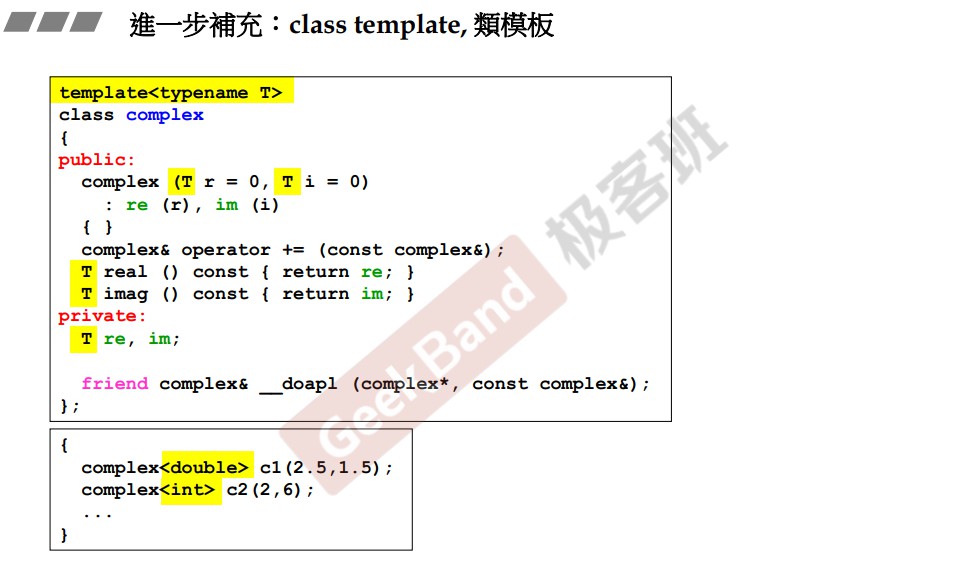 進一步補充：class template, 類模板
template<typename T>
class complex
{
public:
  complex (T r = 0, T i = 0)
    : re (r), im (i)
  { }
  complex& operator += (const complex&);
  T real () const { return re; }
  T imag () const { return im; }
private:
  T re, im;
  friend complex& __doapl (complex*, const complex&);
};
{
  complex<double> c1(2.5,1.5);
  complex<int> c2(2,6);
  ...
}
GeekBand 极客班